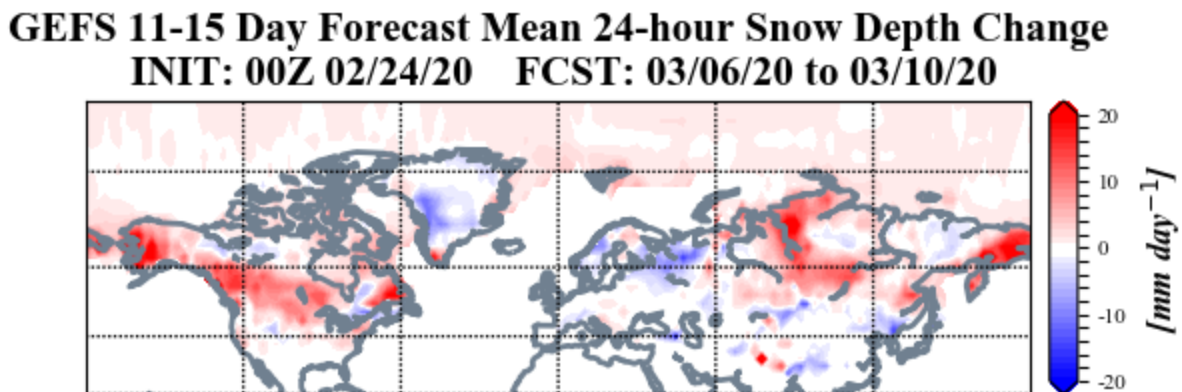 GEFS 11-15 Day Forecast Mean 24-hour Snow Depth Change
INIT: 00Z 02/24/20 FCST: 03/06/20 to 03/10/20
20
10
0
-10
-20
[mm day−1]